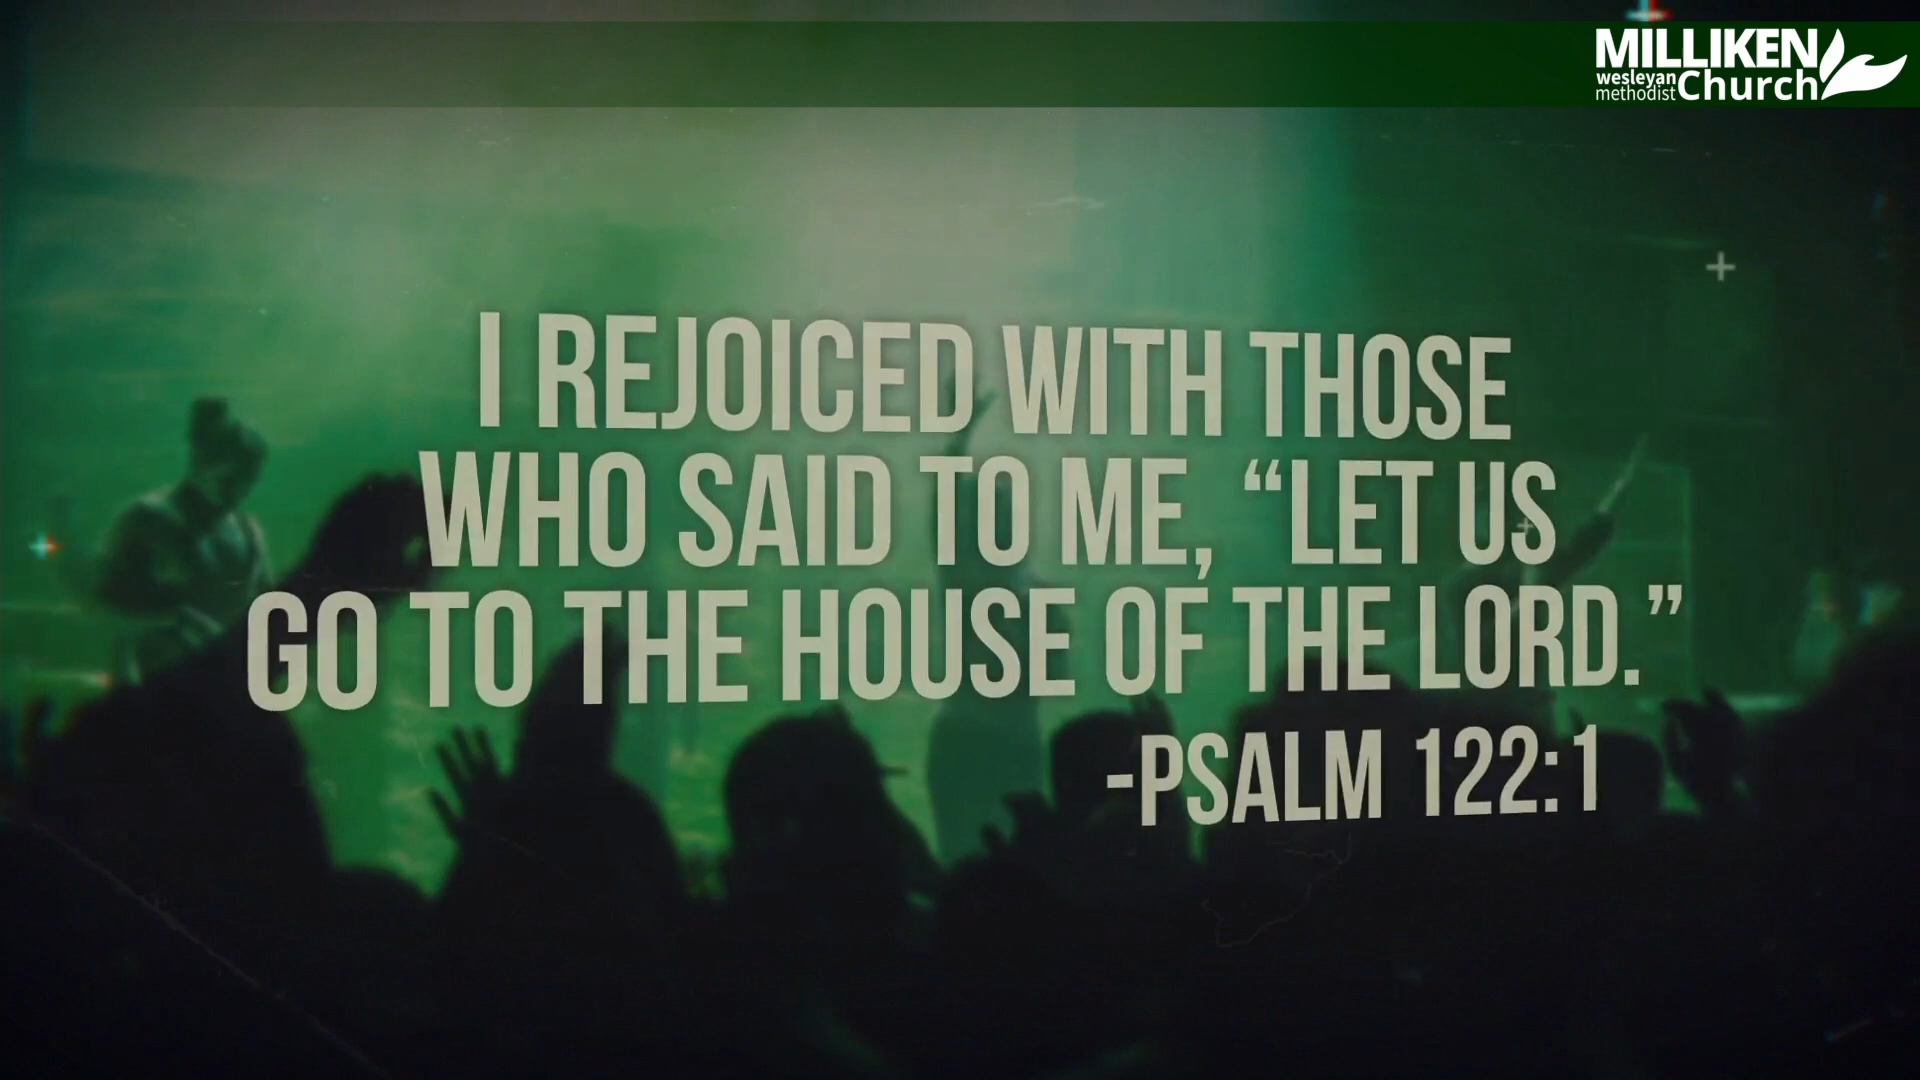 MILLIKEN
wesleyan
methodist Church
I REJOICED WITH THOSE
WHO SAID TO ME, “LET US
GO TO THE HOUSE OF THE LORD.”
-PSALM 122:1